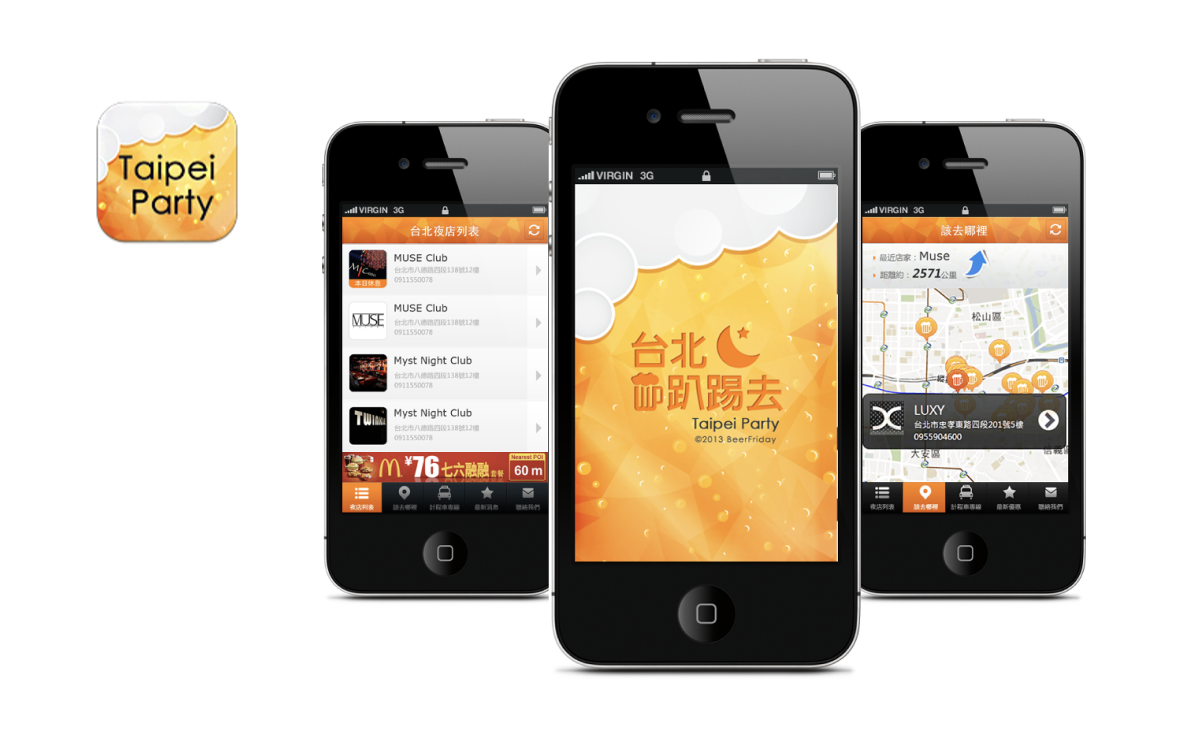 Taipei
Party
VIRGIN 3G
台北夜店列表
MUSE Club
台北市八德路四段138號12樓
0911550078
本日休息
MUSE
MUSE Club
台北市八德路四段138號12樓
0911550078
Myst Night Club
台北市八德路四段138號12樓
0911550078
TWINKLE
Myst Night Club
台北市八德路四段138號12樓
0911550078
¥76 七六融融 套餐
Nearest POI
60 m
夜店列表 該去哪裡 計程車專線 最新消息 聯絡我們
VIRGIN 3G
台北
趴踢去
Taipei Party
©2013 BeerFriday
VIRGIN 3G
該去哪裡
最近店家：Muse
距離約：2571公里
松山區
LUXY
台北市忠孝東路四段201號5樓
0955904600
大安區
信義
夜店列表 該去哪裡 計程車專線 最新優惠 聯絡我們